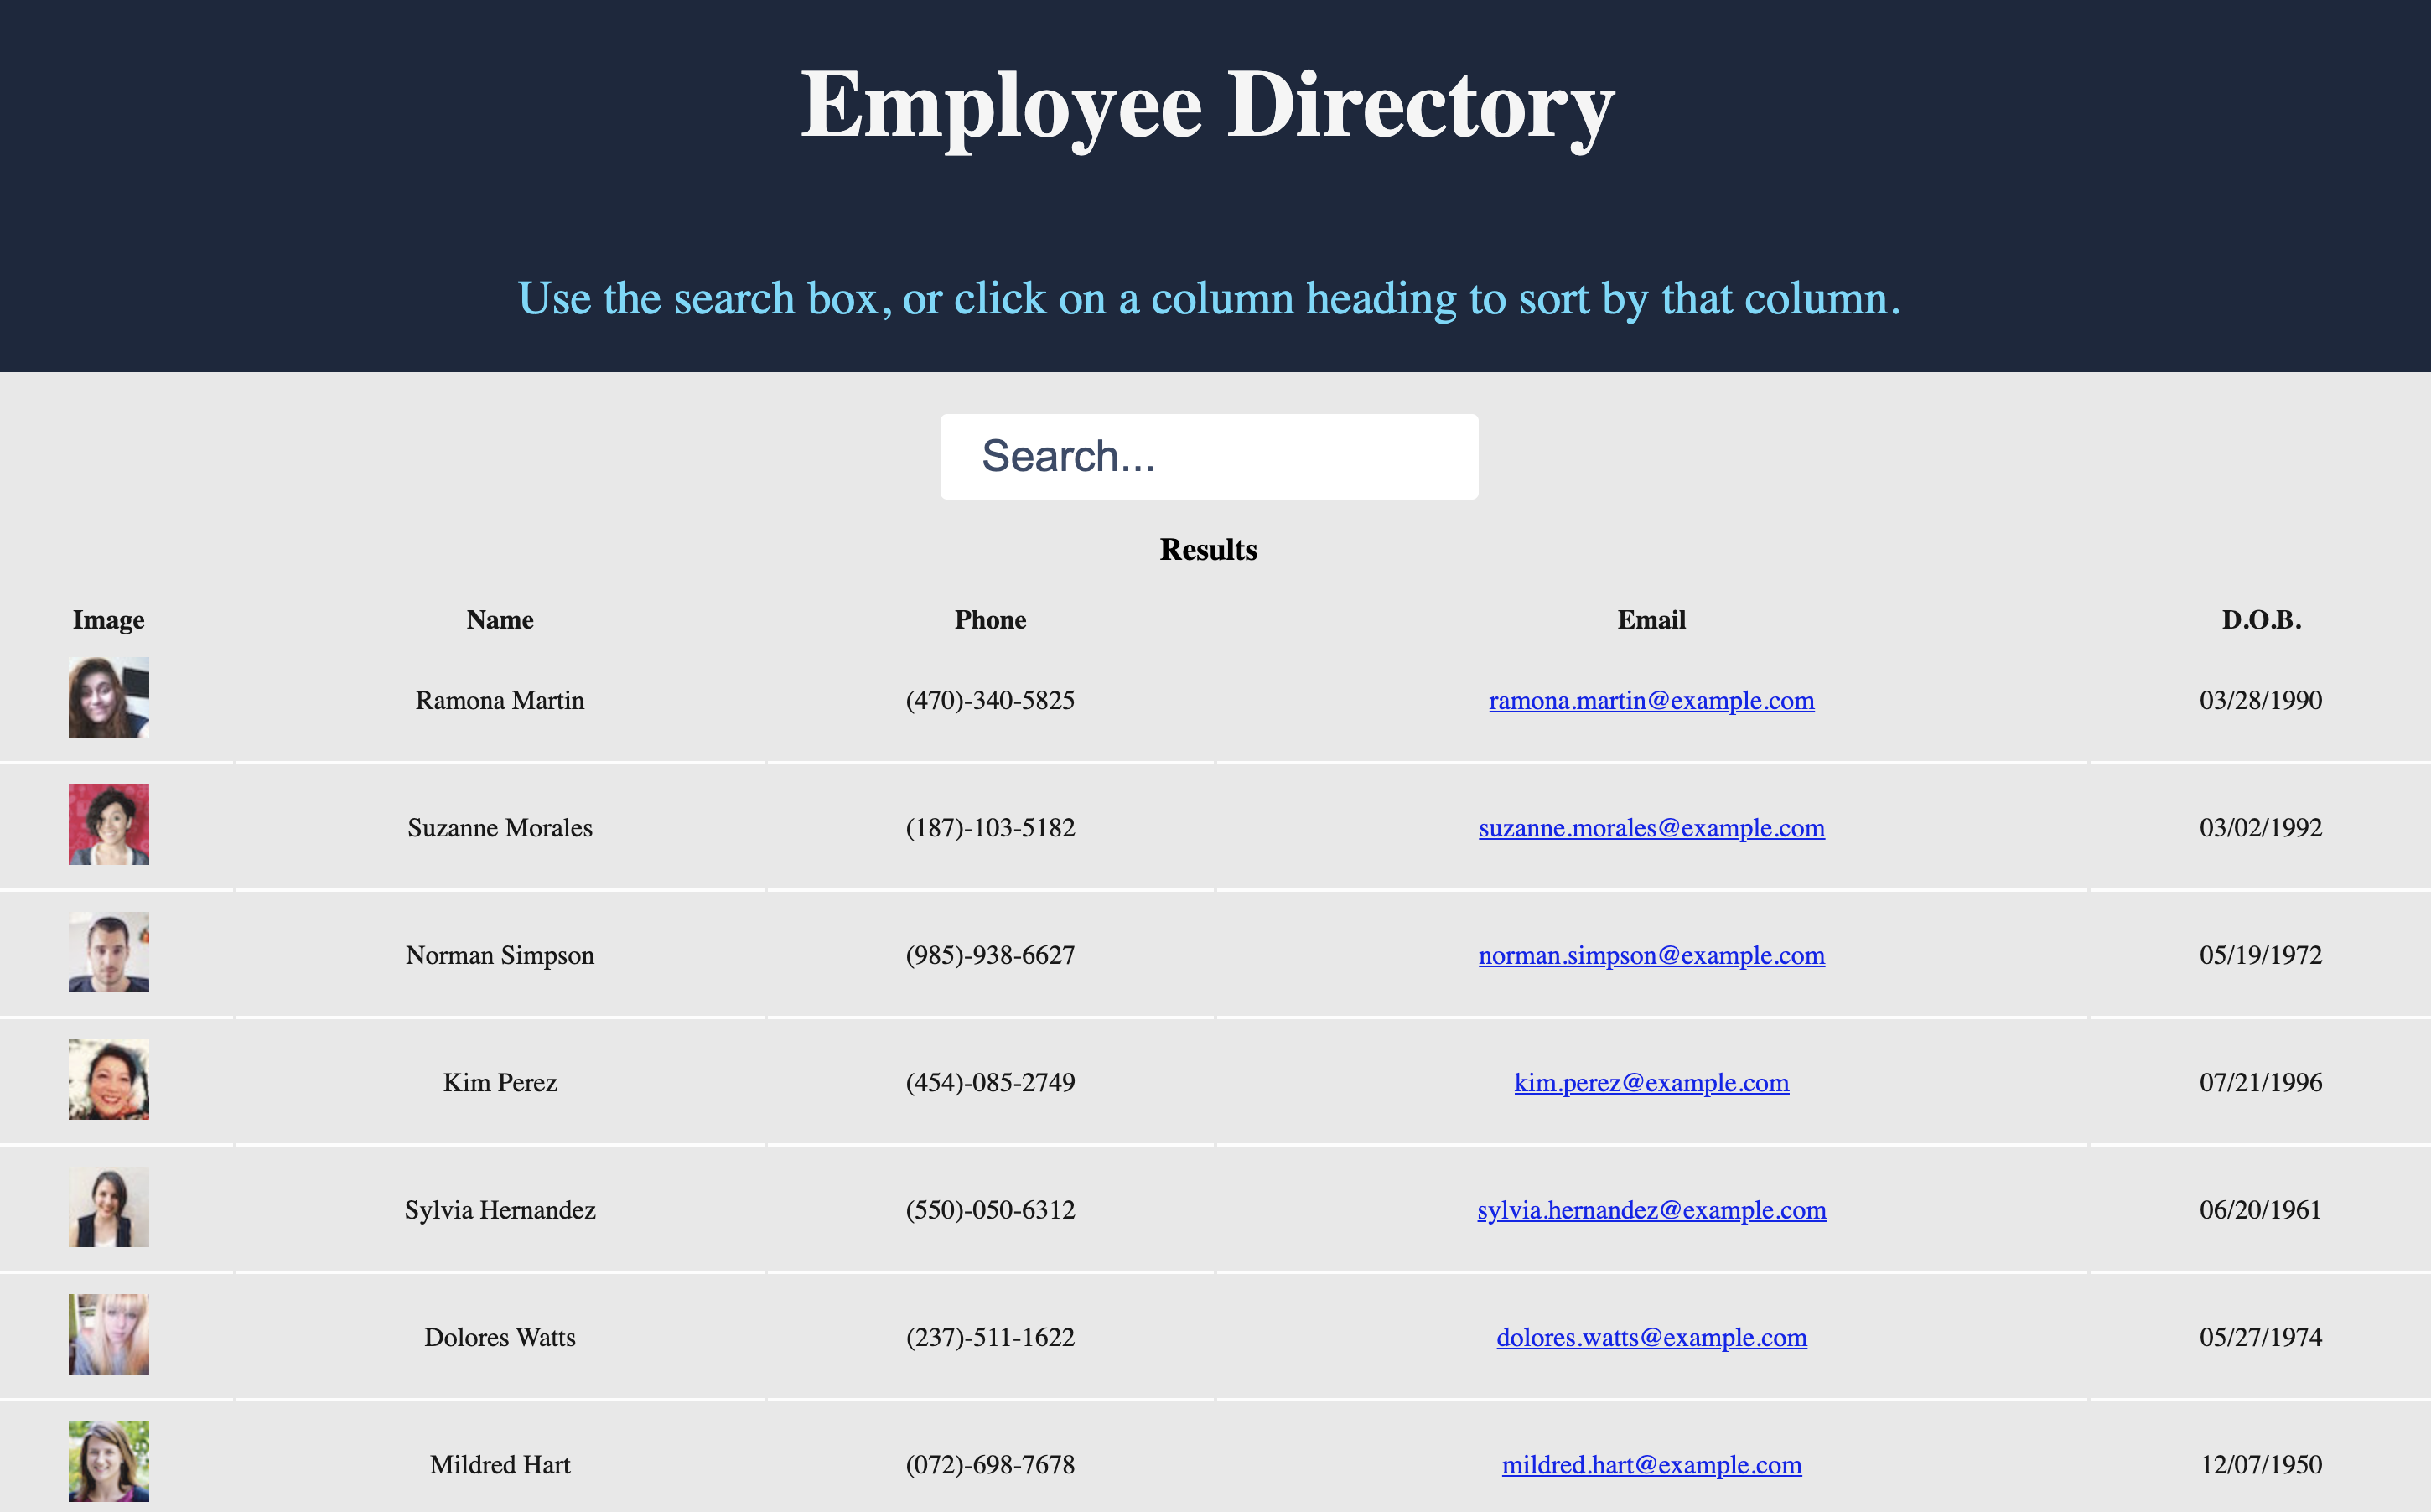 Employee Directory
Use the search box, or click on a column heading to sort by that column.
Search...
Results
Image Name Phone Email D.O.B.
Ramona Martin (470)-340-5825 ramona.martin@example.com 03/28/1990
Suzanne Morales (187)-103-5182 suzanne.morales@example.com 03/02/1992
Norman Simpson (985)-938-6627 norman.simpson@example.com 05/19/1972
Kim Perez (454)-085-2749 kim.perez@example.com 07/21/1996
Sylvia Hernandez (550)-050-6312 sylvia.hernandez@example.com 06/20/1961
Dolores Watts (237)-511-1622 dolores.watts@example.com 05/27/1974
Mildred Hart (072)-698-7678 mildred.hart@example.com 12/07/1950